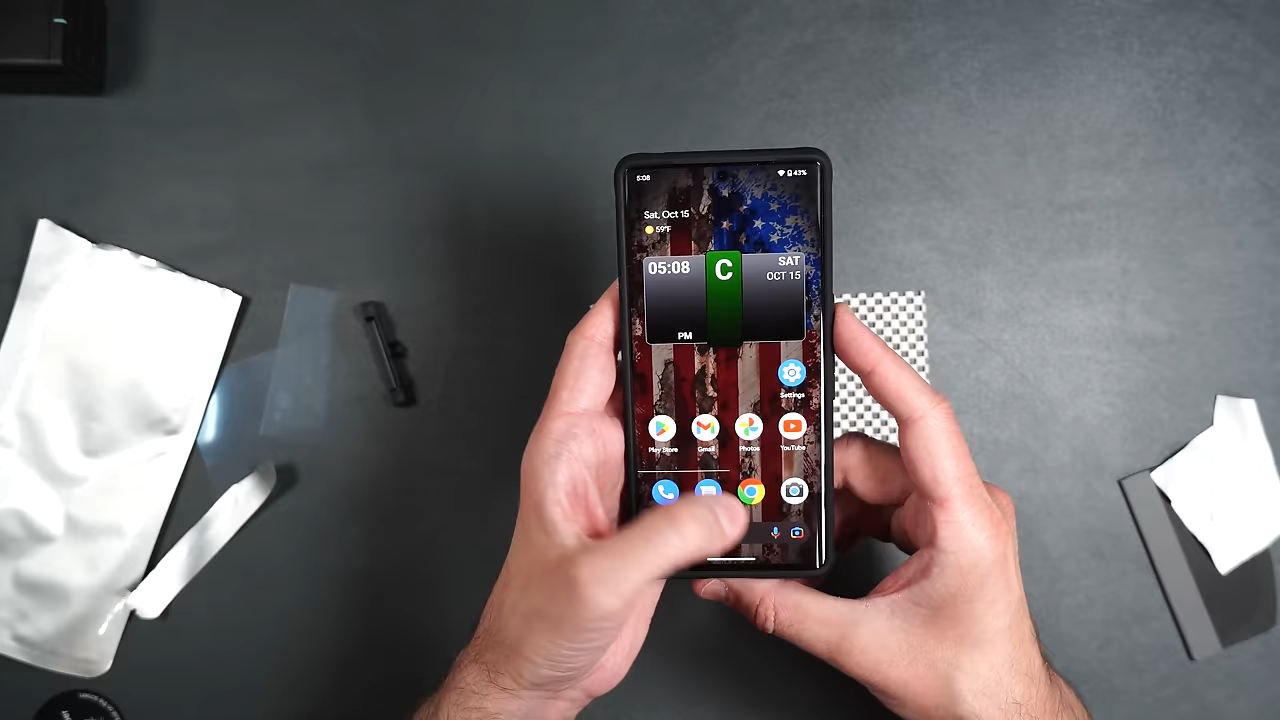 5:08
43%
Sat, Oct 15
59°F
05:08
C
SAT
OCT 15
PM
Settings
Play Store
Gmail
Photos
YouTube